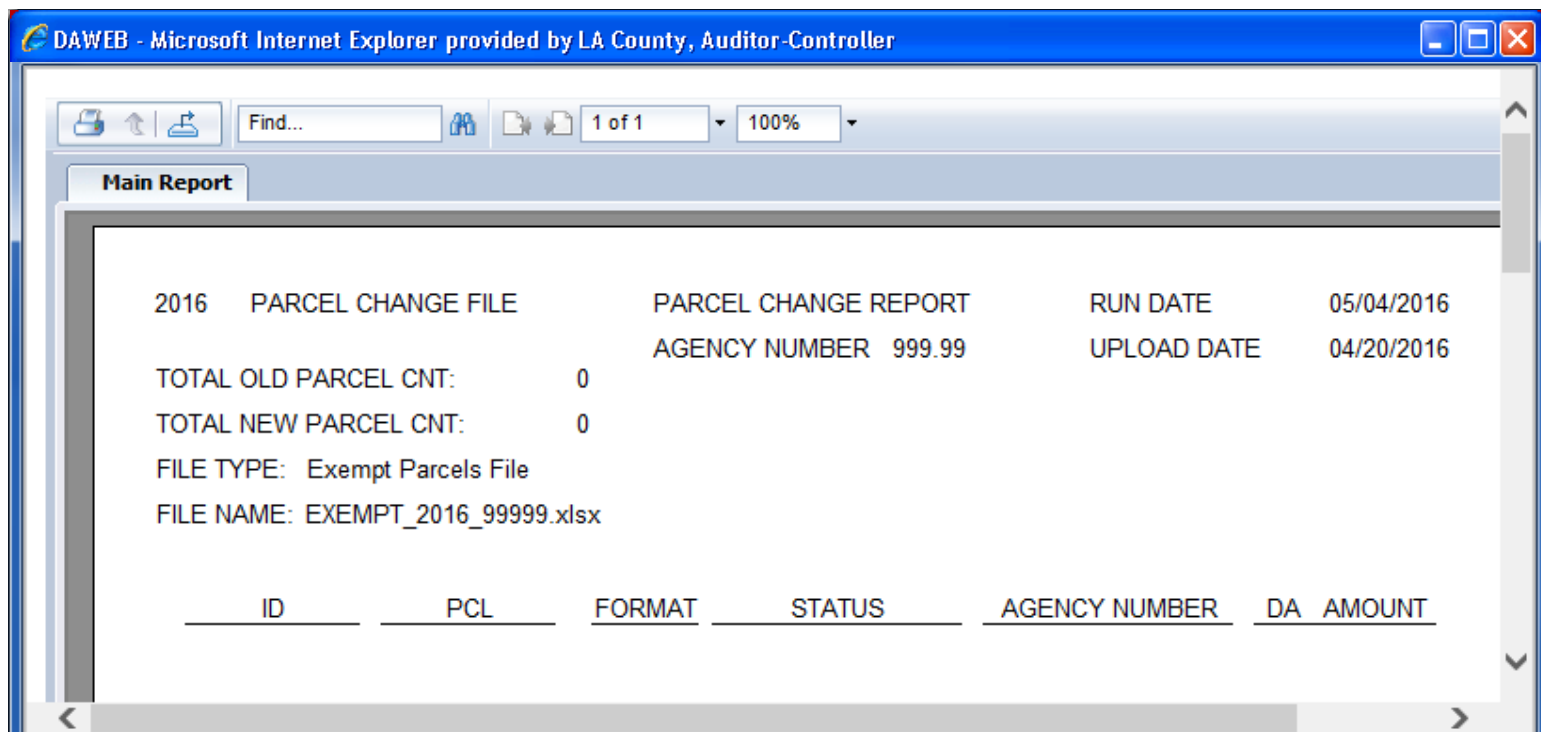 DAWEB - Microsoft Internet Explorer provided by LA County, Auditor-Controller
Find... 1 of 1 100%
Main Report
2016 PARCEL CHANGE FILE PARCEL CHANGE REPORT RUN DATE 05/04/2016
AGENCY NUMBER 999.99 UPLOAD DATE 04/20/2016
TOTAL OLD PARCEL CNT: 0
TOTAL NEW PARCEL CNT: 0
FILE TYPE: Exempt Parcels File
FILE NAME: EXEMPT_2016_99999.xlsx
ID PCL FORMAT STATUS AGENCY NUMBER DA AMOUNT